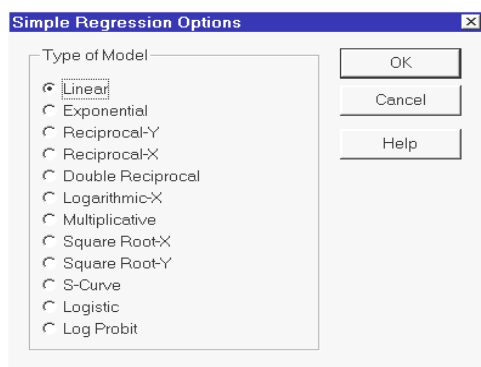 Simple Regression Options
Type of Model
Linear
Exponential
Reciprocal-Y
Reciprocal-X
Double Reciprocal
Logarithmic-X
Multiplicative
Square Root-X
Square Root-Y
S-Curve
Logistic
Log Probit
OK
Cancel
Help